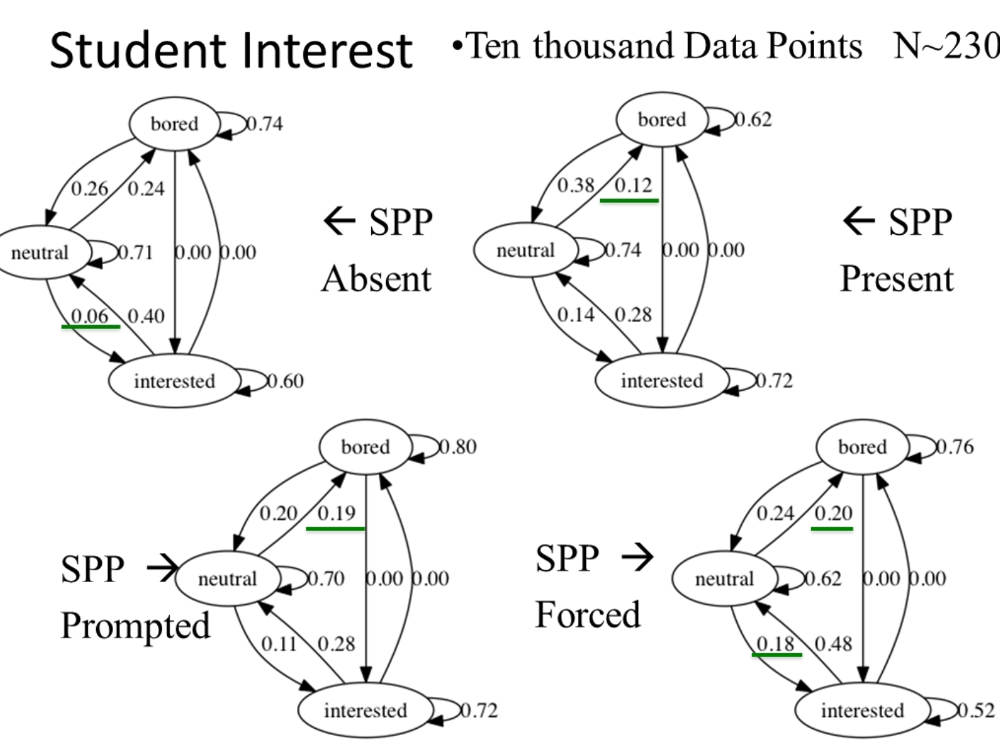 Student Interest
•Ten thousand Data Points N~230
bored
0.74
0.26
0.24
neutral
0.71
0.00
0.00
0.06
0.40
interested
0.60
← SPP
Absent
bored
0.62
0.38
0.12
neutral
0.74
0.00
0.00
0.14
0.28
interested
0.72
← SPP
Present
SPP →
Prompted
bored
0.80
0.20
0.19
neutral
0.70
0.00
0.00
0.11
0.28
interested
0.72
SPP →
Forced
bored
0.76
0.24
0.20
neutral
0.62
0.00
0.00
0.18
0.48
interested
0.52